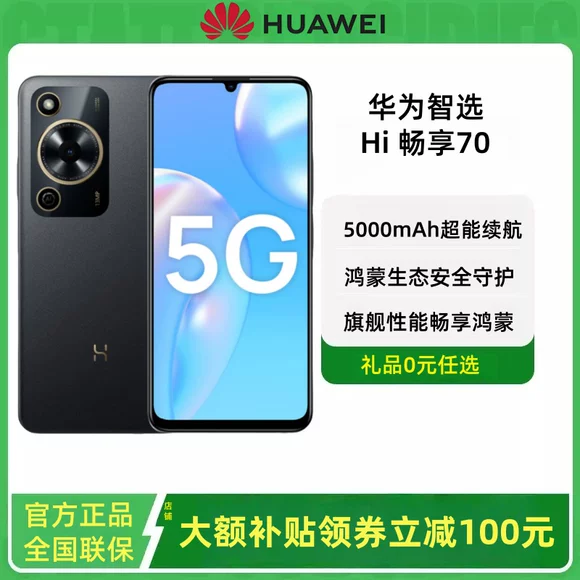 HUAWEI
华为智选
Hi 畅享70
5G
13MP
5000mAh超能续航
鸿蒙生态安全守护
旗舰性能畅享鸿蒙
礼品0元任选
官方正品
全国联保
店铺
大额补贴领券立减100元